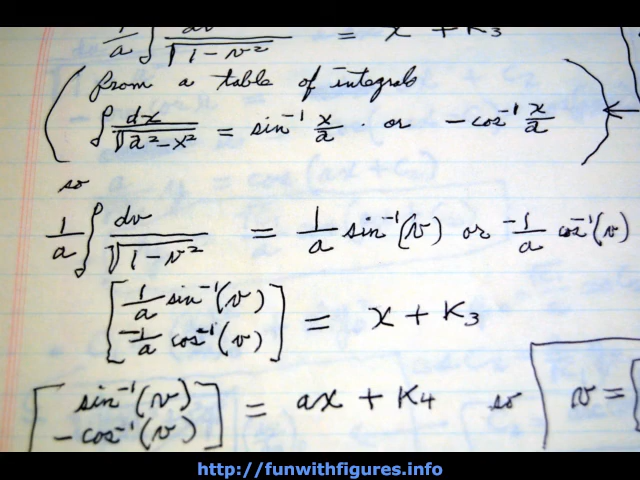 1/a ∫ dv/√(1-v²) = x + K₃
(from a table of integrals
∫ dx/√(a²-x²) = sin⁻¹ x/a . or -cos⁻¹ x/a)
so
1/a ∫ dv/√(1-v²) = 1/a sin⁻¹(v) or -1/a cos⁻¹(v)
[1/a sin⁻¹(v)
-1/a cos⁻¹(v)] = x + K₃
[sin⁻¹(v)
-cos⁻¹(v)] = ax + K₄ so v = [
http://funwithfigures.info